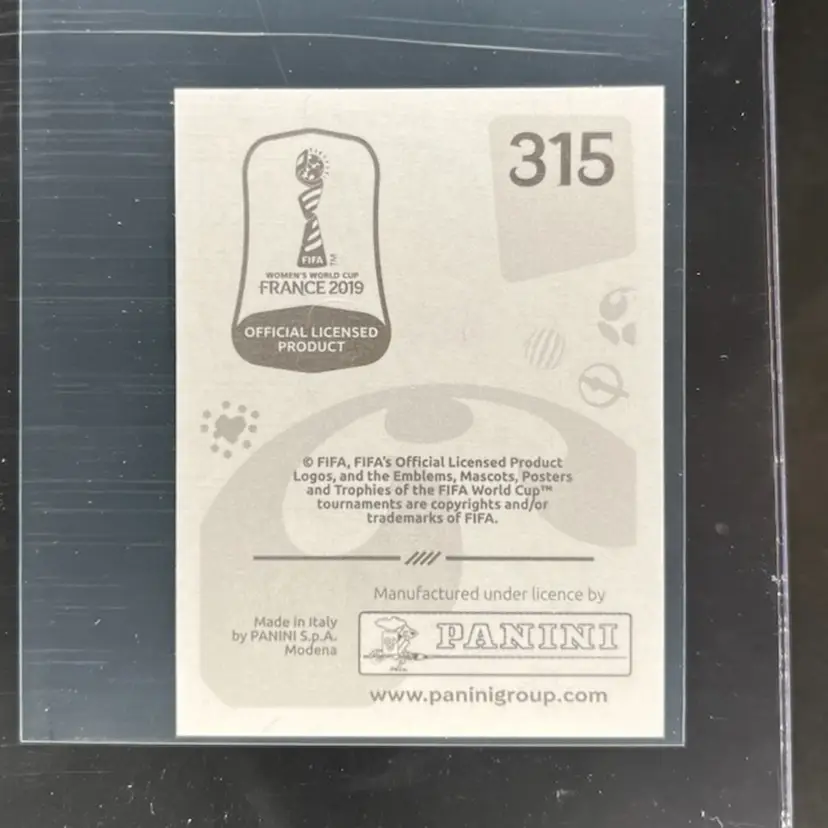 315
FIFA
TM
WOMEN'S WORLD CUP
FRANCE 2019
OFFICIAL LICENSED
PRODUCT
© FIFA, FIFA's Official Licensed Product
Logos, and the Emblems, Mascots, Posters
and Trophies of the FIFA World Cup™
tournaments are copyrights and/or
trademarks of FIFA.
Manufactured under licence by
Made in Italy
by PANINI S.p.A.
Modena
PANINI
www.paninigroup.com